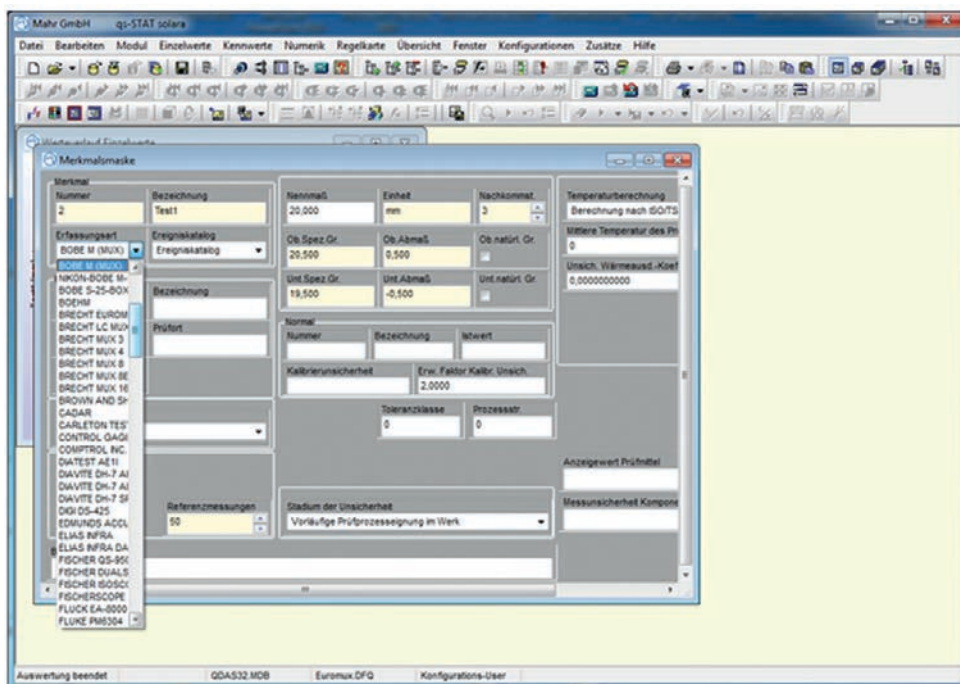 Mahr GmbH qs-STAT solara
Datei Bearbeiten Modul Einzelwerte Kennwerte Numerik Regelkarte Übersicht Fenster Konfigurationen Zusätze Hilfe
Werteverlauf Einzelwerte
Merkmalsmaske
Merkmal
Nummer Bezeichnung
2 Test1
Erfassungsart Ereigniskatalog
BOBE M (MUX) Ereigniskatalog
BOBE M (MUX)
NIKON-BOBE M-
BOBE S-25-BOX
BOEHM
BRECHT EUROM
BRECHT LC MUX
BRECHT MUX 3
BRECHT MUX 4
BRECHT MUX 8
BRECHT MUX 8E
BRECHT MUX 16
BROWN AND SH
CADAR
CARLETON TEST
CONTROL GAGI
COMPTROL INC.
DIATEST AE1I
DIAVITE DH-7 AI
DIAVITE DH-7 AI
DIAVITE DH-7 SF
DIGI DS-425
EDMUNDS ACCU
ELIAS INFRA
ELIAS INFRA DA
FISCHER QS-950
FISCHER DUALS
FISCHER ISOSCO
FISCHERSCOPE
FLUCK EA-8000
FLUKE PM6304
Bezeichnung
Prüfort
Referenzmessungen
50
Nennmaß Einheit Nachkommst.
20,000 mm 3
Ob.Spez.Gr. Ob.Abmaß Ob.natürl. Gr.
20,500 0,500
Unt.Spez Gr. Unt.Abmaß Unt.natürl. Gr.
19,500 -0,500
Normal
Nummer Bezeichnung Istwert
Kalibrierunsicherheit Erw. Faktor Kalibr. Unsich.
2,0000
Toleranzklasse Prozessstr.
0 0
Stadium der Unsicherheit
Vorläufige Prüfprozesseignung im Werk
Temperaturberechnung
Berechnung nach ISO/TS
Mittlere Temperatur des Pr
0
Unsich. Wärmeausd.-Koef
0,0000000000
Anzeigewert Prüfmittel
Messunsicherheit Kompone
Auswertung beendet QDAS32.MDB Euromux.DFQ Konfigurations-User